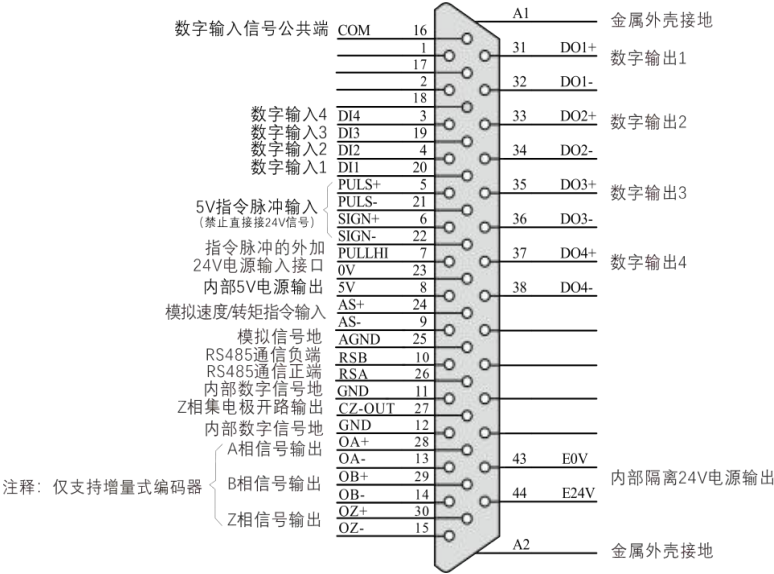 数字输入信号公共端 COM 16
1
17
2
18
数字输入4 DI4 3
数字输入3 DI3 19
数字输入2 DI2 4
数字输入1 DI1 20
PULS+ 5
PULS- 21
5V指令脉冲输入
(禁止直接接24V信号)
SIGN+ 6
SIGN- 22
指令脉冲的外加
24V电源输入接口
PULLHI 7
0V 23
内部5V电源输出 5V 8
模拟速度/转矩指令输入
AS+ 24
AS- 9
模拟信号地 AGND 25
RS485通信负端 RSB 10
RS485通信正端 RSA 26
内部数字信号地 GND 11
Z相集电极开路输出 CZ-OUT 27
内部数字信号地 GND 12
A相信号输出
OA+ 28
OA- 13
注释：仅支持增量式编码器
B相信号输出
OB+ 29
OB- 14
Z相信号输出
OZ+ 30
OZ- 15
A1 金属外壳接地
31 DO1+
数字输出1
32 DO1-
33 DO2+
数字输出2
34 DO2-
35 DO3+
数字输出3
36 DO3-
37 DO4+
数字输出4
38 DO4-
43 E0V
内部隔离24V电源输出
44 E24V
A2 金属外壳接地